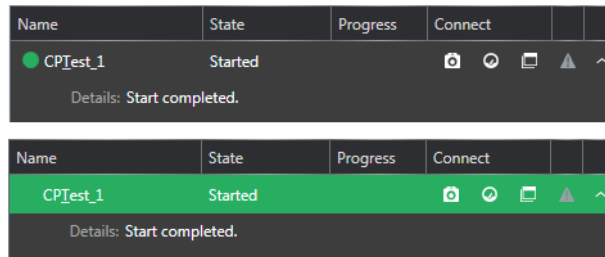 Name State Progress Connect
CPTest_1 Started
Details: Start completed.
Name State Progress Connect
CPTest_1 Started
Details: Start completed.